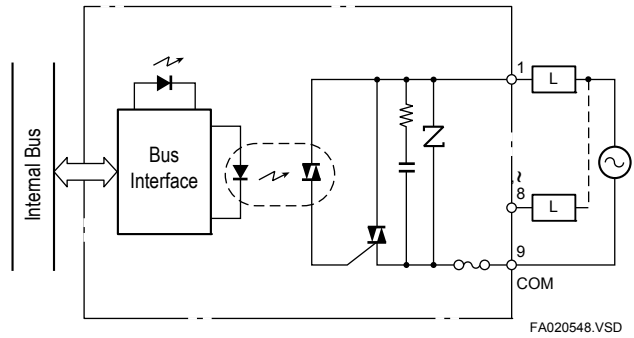 Internal Bus
Bus
Interface
1
L
~
8
L
9
COM
FA020548.VSD